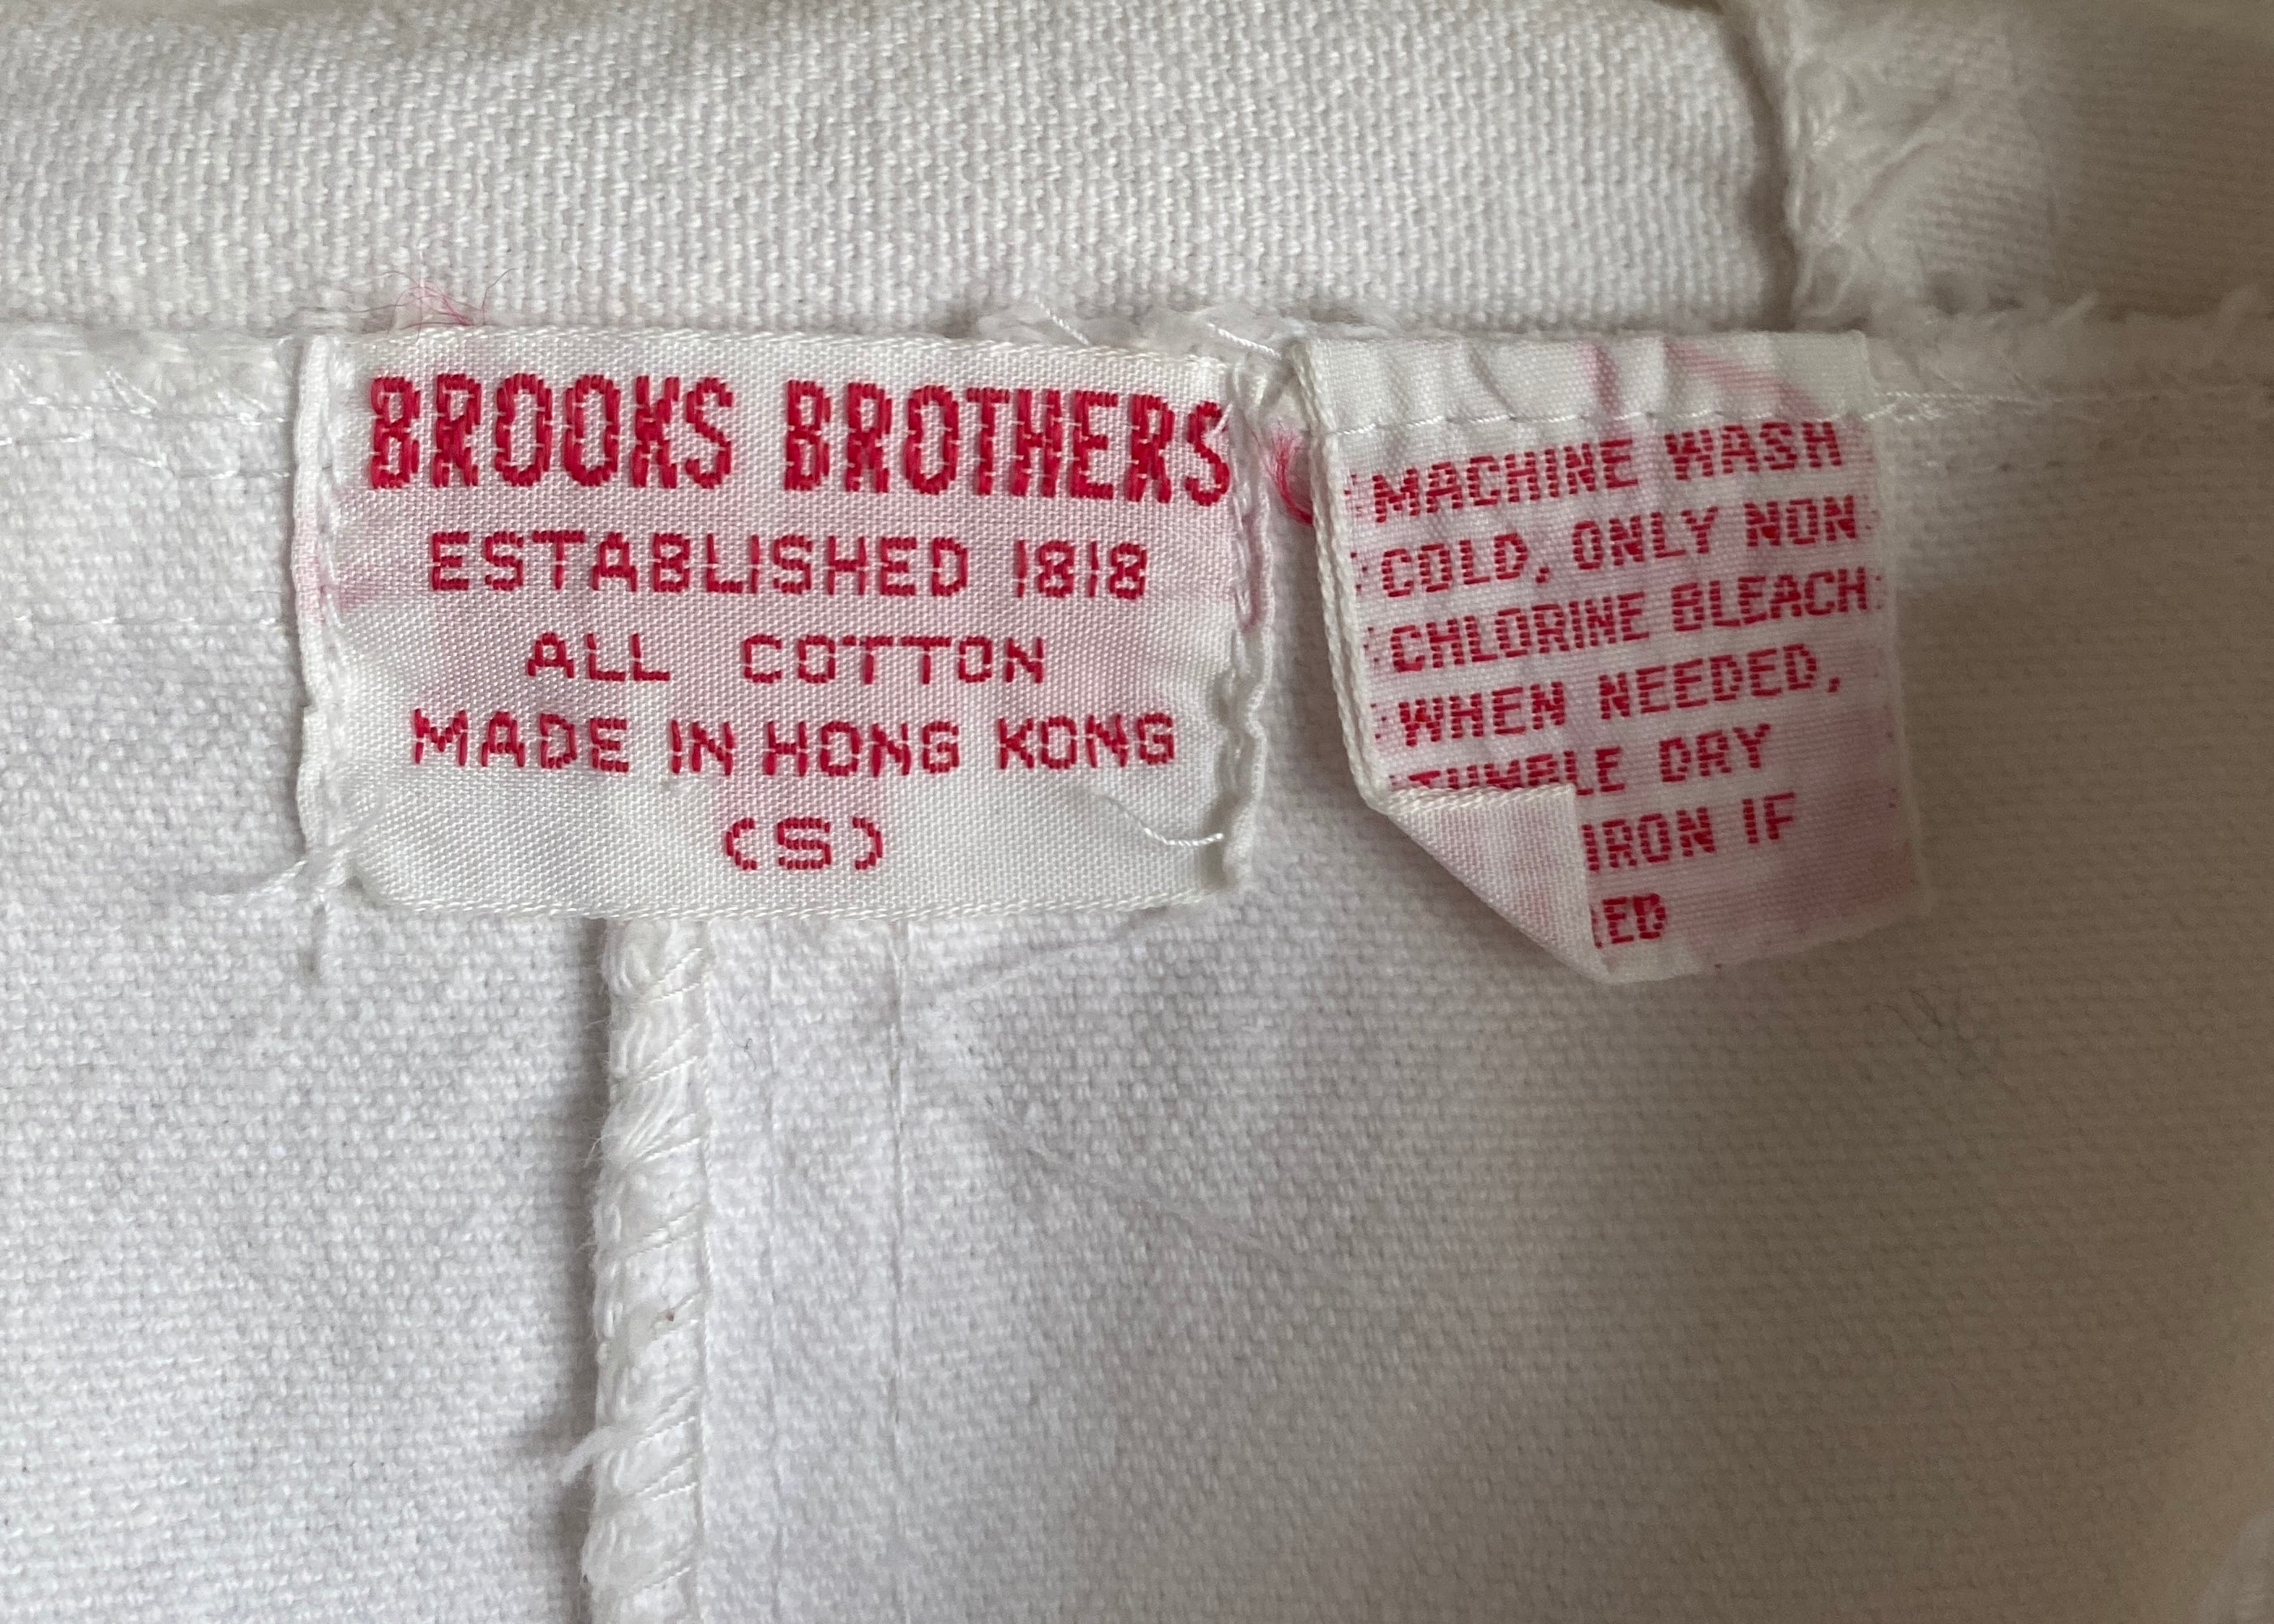 BROOKS BROTHERS
ESTABLISHED 1818
ALL COTTON
MADE IN HONG KONG
(S)
MACHINE WASH
COLD, ONLY NON
CHLORINE BLEACH
WHEN NEEDED,
TUMBLE DRY
IRON IF